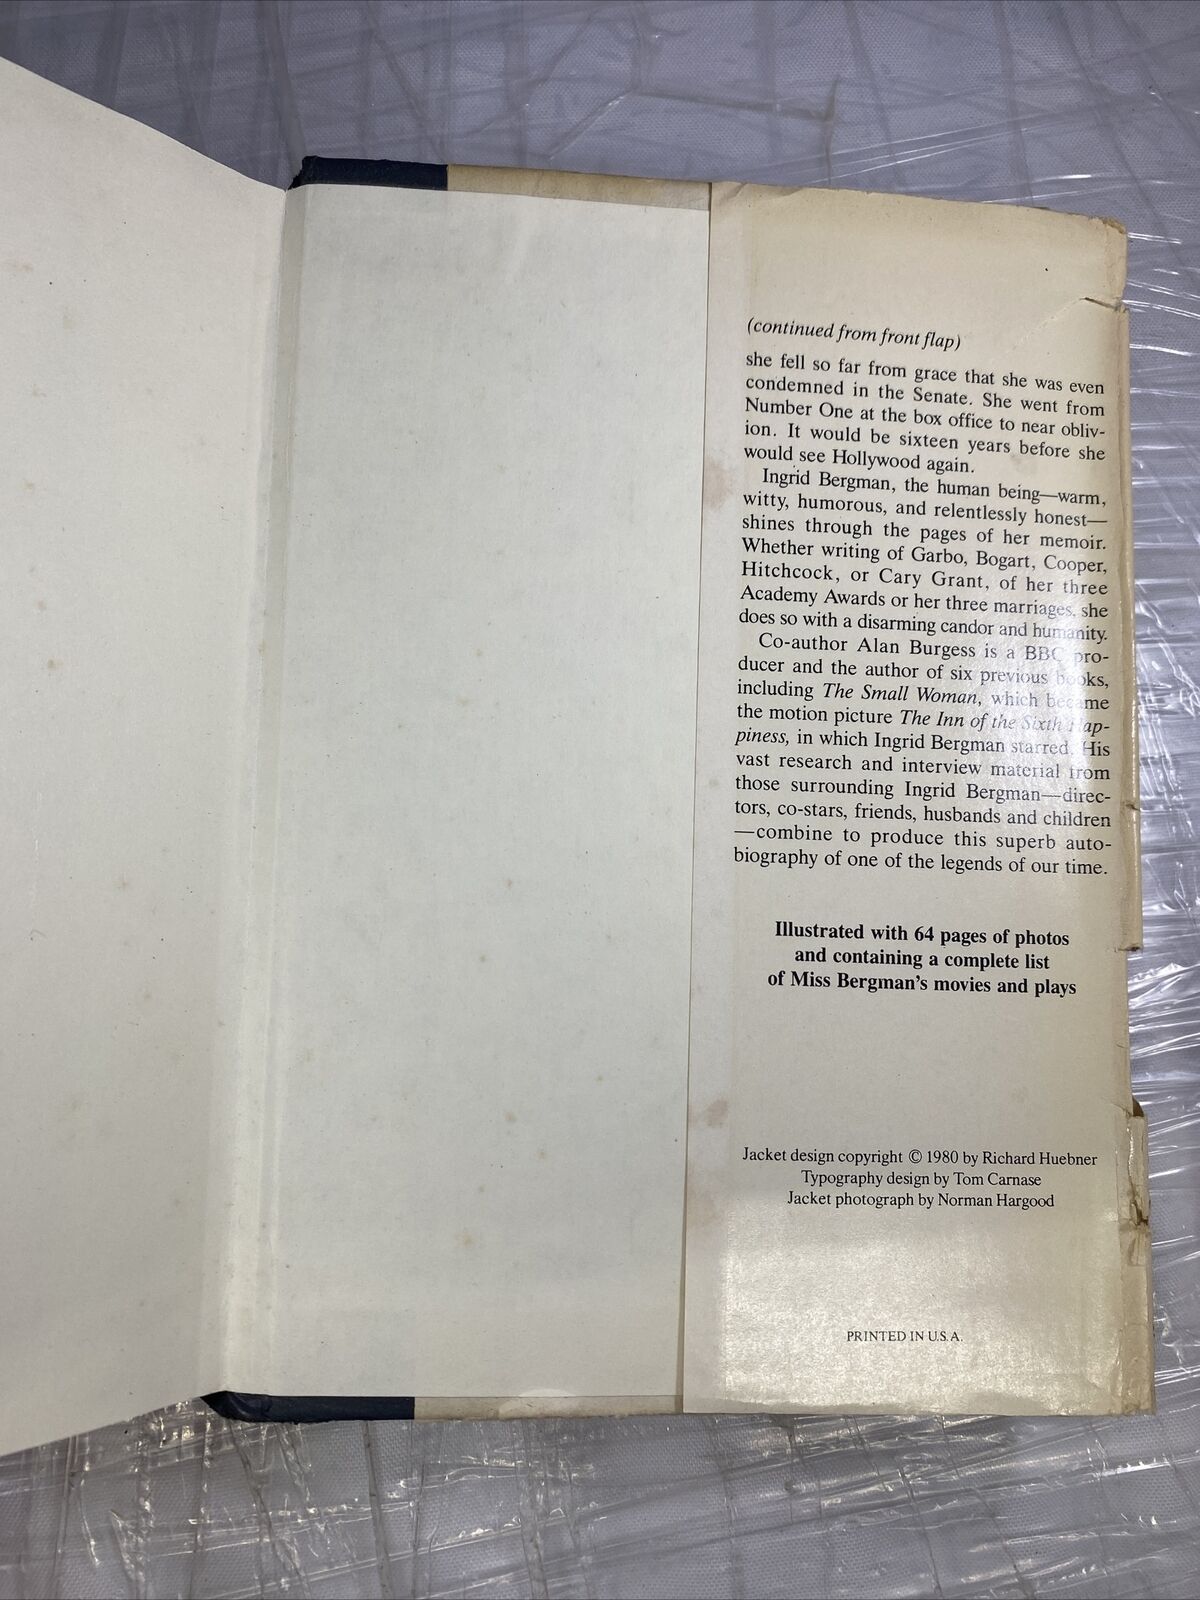 (continued from front flap)
she fell so far from grace that she was even
condemned in the Senate. She went from
Number One at the box office to near obliv-
ion. It would be sixteen years before she
would see Hollywood again.
Ingrid Bergman, the human being—warm,
witty, humorous, and relentlessly honest—
shines through the pages of her memoir.
Whether writing of Garbo, Bogart, Cooper,
Hitchcock, or Cary Grant, of her three
Academy Awards or her three marriages, she
does so with a disarming candor and humanity.
Co-author Alan Burgess is a BBC pro-
ducer and the author of six previous books,
including The Small Woman, which became
the motion picture The Inn of the Sixth Hap-
piness, in which Ingrid Bergman starred. His
vast research and interview material from
those surrounding Ingrid Bergman—direc-
tors, co-stars, friends, husbands and children
—combine to produce this superb auto-
biography of one of the legends of our time.
Illustrated with 64 pages of photos
and containing a complete list
of Miss Bergman's movies and plays
Jacket design copyright © 1980 by Richard Huebner
Typography design by Tom Carnase
Jacket photograph by Norman Hargood
PRINTED IN U.S.A.